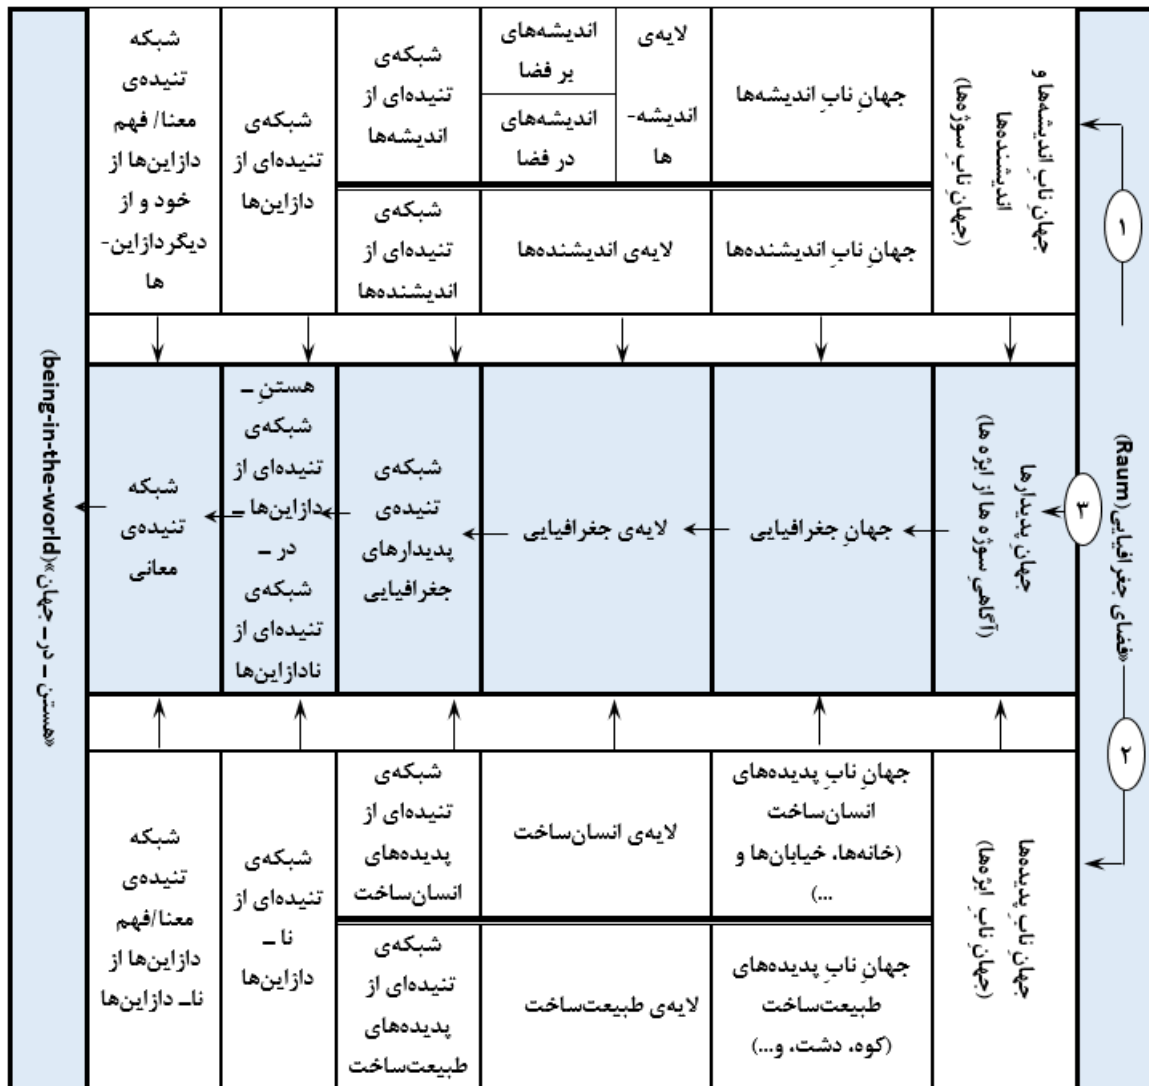 «فضای جغرافیایی(Raum)
۱
۳
۲
جهانِ نابِ اندیشه‌ها و
اندیشنده‌ها
(جهانِ نابِ سوژه‌ها)
جهانِ نابِ اندیشه‌ها
لایه‌ی
اندیشه-
ها
اندیشه‌های
بر فضا
اندیشه‌های
در فضا
شبکه‌ی
تنیده‌ای از
اندیشه‌ها
شبکه‌ی
تنیده‌ای از
دازاین‌ها
شبکه
تنیده‌ی
معنا/ فهم
دازاین‌ها از
خود و از
دیگردازاین-
ها
جهانِ نابِ اندیشنده‌ها
لایه‌ی اندیشنده‌ها
شبکه‌ی
تنیده‌ای از
اندیشنده‌ها
جهانِ پدیدارها
(آگاهیِ سوژه ها از ابژه ها)
جهانِ جغرافیایی
لایه‌ی جغرافیایی
شبکه‌ی
تنیده‌ی
پدیدارهای
جغرافیایی
هستنِ ـ
شبکه‌ی
تنیده‌ای از
دازاین‌ها ـ
در ـ
شبکه‌ی
تنیده‌ای از
نادازاین‌ها
شبکه
تنیده‌ی
معانی
جهانِ نابِ پدیده‌ها
(جهانِ نابِ ابژه‌ها)
جهانِ نابِ پدیده‌های
انسان‌ساخت
(خانه‌ها، خیابان‌ها و
...)
لایه‌ی انسان‌ساخت
شبکه‌ی
تنیده‌ای از
پدیده‌های
انسان‌ساخت
شبکه‌ی
تنیده‌ای از
نا ـ
دازاین‌ها
شبکه
تنیده‌ی
معنا/فهم
دازاین‌ها از
ناـ دازاین‌ها
جهانِ نابِ پدیده‌های
طبیعت‌ساخت
(کوه، دشت، و...)
لایه‌ی طبیعت‌ساخت
شبکه‌ی
تنیده‌ای از
پدیده‌های
طبیعت‌ساخت
«هستن ـ در ـ جهان»(being-in-the-world)